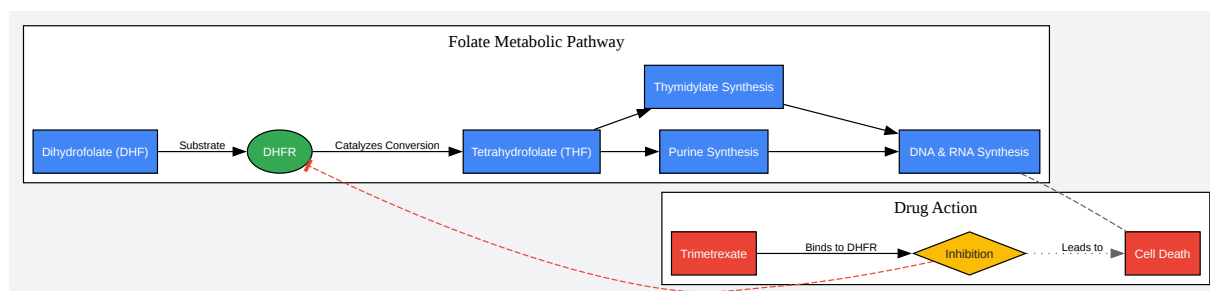 Folate Metabolic Pathway
Thymidylate Synthesis
Dihydrofolate (DHF)
Substrate
DHFR
Catalyzes Conversion
Tetrahydrofolate (THF)
Purine Synthesis
DNA & RNA Synthesis
Drug Action
Trimetrexate
Binds to DHFR
Inhibition
Leads to
Cell Death